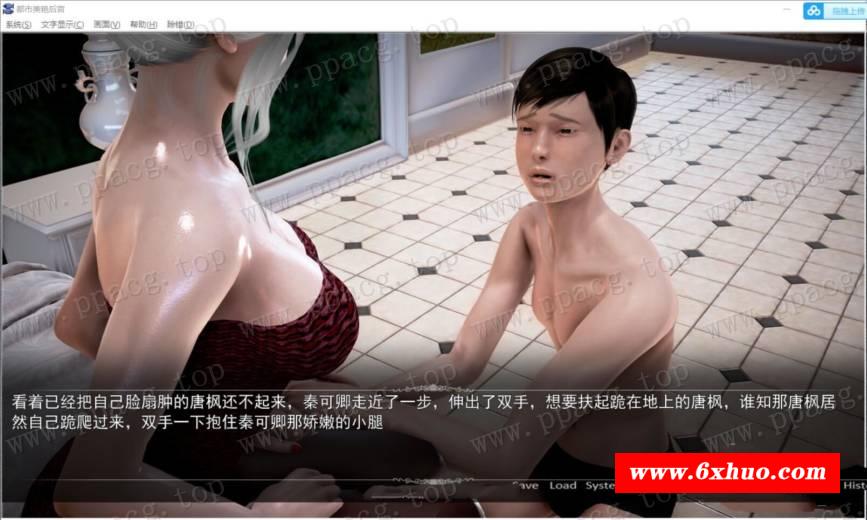 都市美艳后宫
拖拽上传
系统(S) 文字显示(C) 画面(V) 帮助(H) 除错(D)
www.ppacg.top
看着已经把自己脸扇肿的唐枫还不起来，秦可卿走近了一步，伸出了双手，想要扶起跪在地上的唐枫，谁知那唐枫居
然自己跪爬过来，双手一下抱住秦可卿那娇嫩的小腿
www.6xhuo.com
Save Load Syste Hist